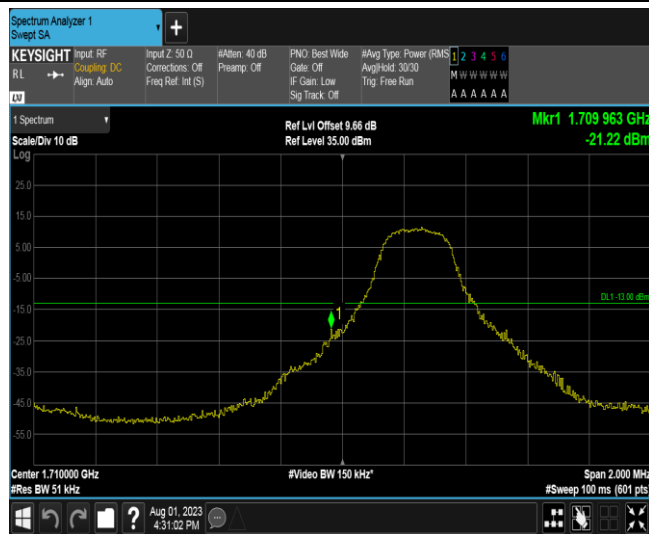 Spectrum Analyzer 1
Swept SA
+
KEYSIGHT
RL
LXI
Input: RF
Coupling: DC
Align: Auto
Input Z: 50 Ω
Corrections: Off
Freq Ref: Int (S)
#Atten: 40 dB
Preamp: Off
PNO: Best Wide
Gate: Off
IF Gain: Low
Sig Track: Off
#Avg Type: Power (RMS
Avg|Hold: 30/30
Trig: Free Run
1 2 3 4 5 6
M W W W W W
A A A A A A
1 Spectrum
Scale/Div 10 dB
Log
Ref Lvl Offset 9.66 dB
Ref Level 35.00 dBm
Mkr1 1.709 963 GHz
-21.22 dBm
25.0
15.0
5.00
-5.00
DL1 -13.00 dBm
1
-15.0
-25.0
-35.0
-45.0
-55.0
Center 1.710000 GHz
#Video BW 150 kHz*
Span 2.000 MHz
#Res BW 51 kHz
#Sweep 100 ms (601 pts)
?
Aug 01, 2023
4:31:02 PM